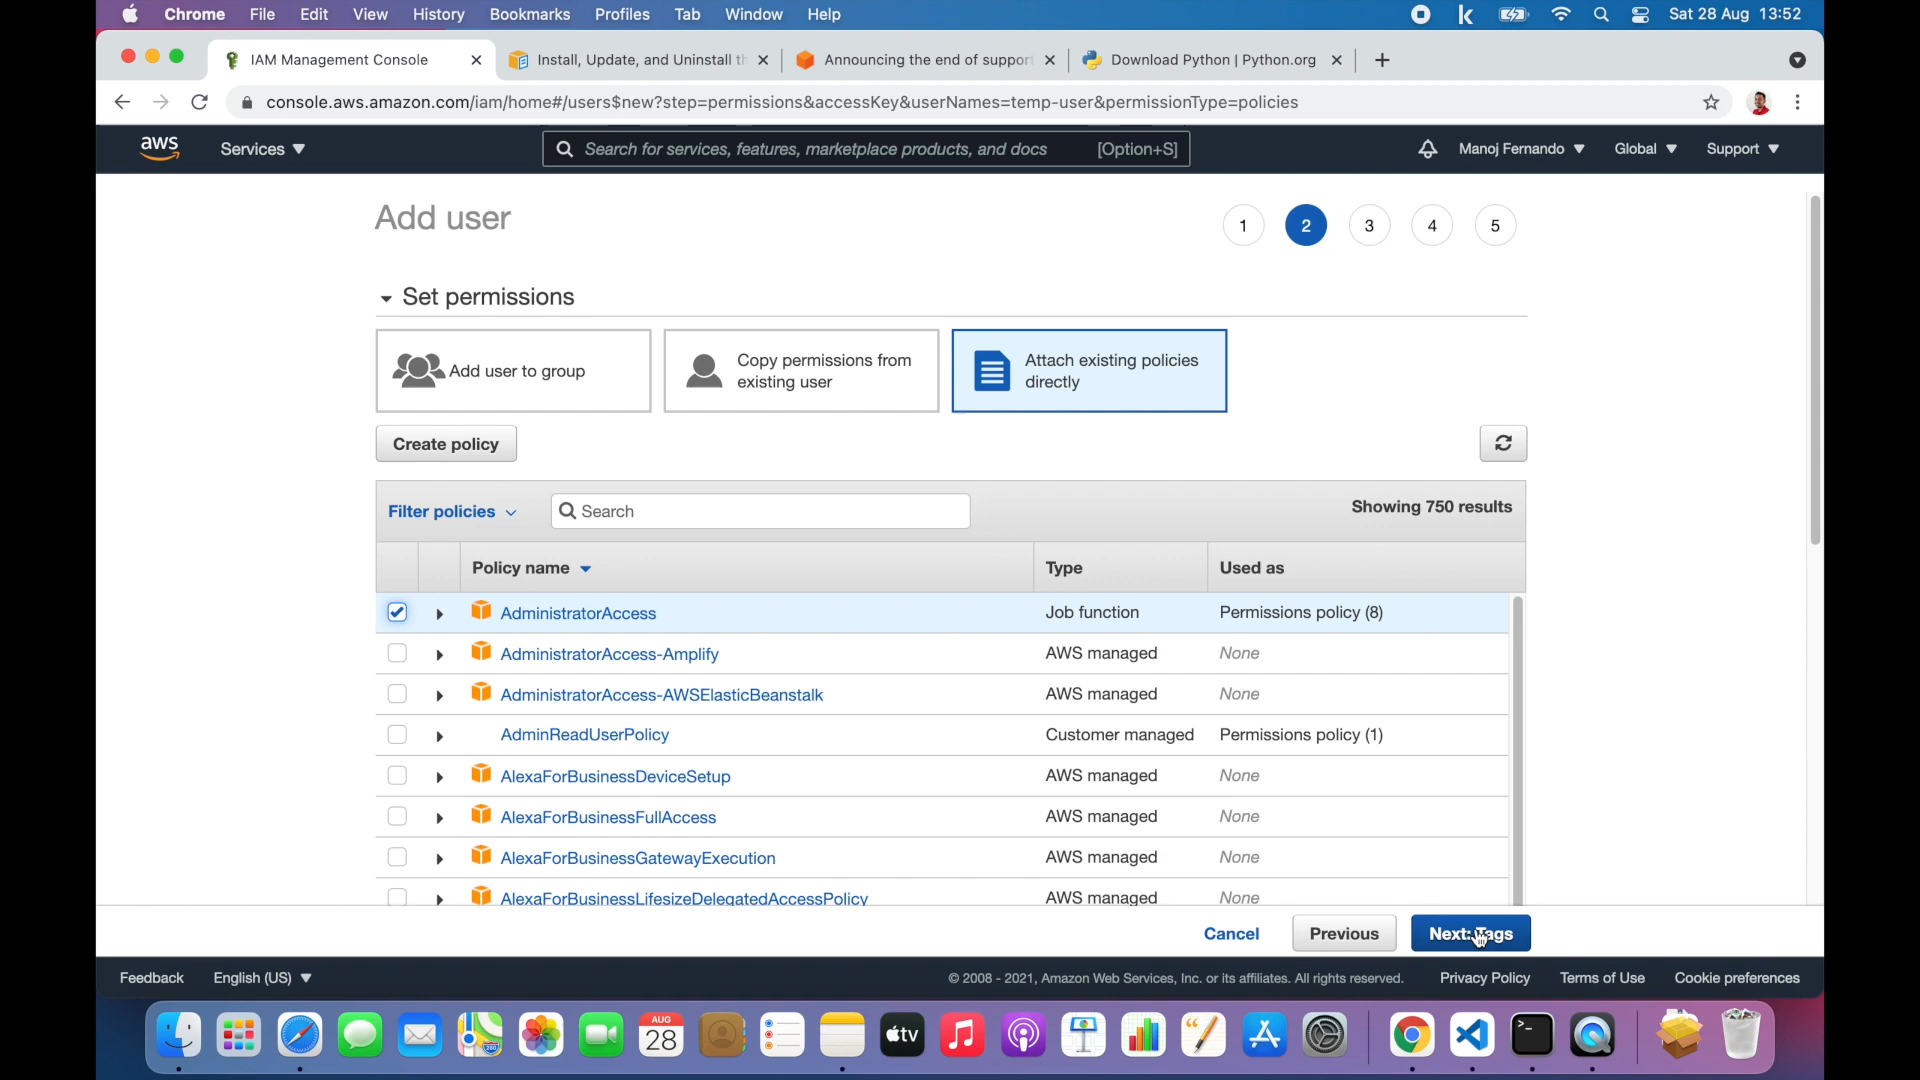 Chrome File Edit View History Bookmarks Profiles Tab Window Help Sat 28 Aug 13:52
IAM Management Console Install, Update, and Uninstall th Announcing the end of support Download Python | Python.org
console.aws.amazon.com/iam/home#/users$new?step=permissions&accessKey&userNames=temp-user&permissionType=policies
aws Services Search for services, features, marketplace products, and docs [Option+S] Manoj Fernando Global Support
Add user 1 2 3 4 5
Set permissions
Add user to group
Copy permissions from
existing user
Attach existing policies
directly
Create policy
Filter policies Search Showing 750 results
Policy name Type Used as
AdministratorAccess Job function Permissions policy (8)
AdministratorAccess-Amplify AWS managed None
AdministratorAccess-AWSElasticBeanstalk AWS managed None
AdminReadUserPolicy Customer managed Permissions policy (1)
AlexaForBusinessDeviceSetup AWS managed None
AlexaForBusinessFullAccess AWS managed None
AlexaForBusinessGatewayExecution AWS managed None
AlexaForBusinessLifesizeDelegatedAccessPolicy AWS managed None
Cancel Previous Next: Tags
Feedback English (US) © 2008 - 2021, Amazon Web Services, Inc. or its affiliates. All rights reserved. Privacy Policy Terms of Use Cookie preferences
AUG
28
tv